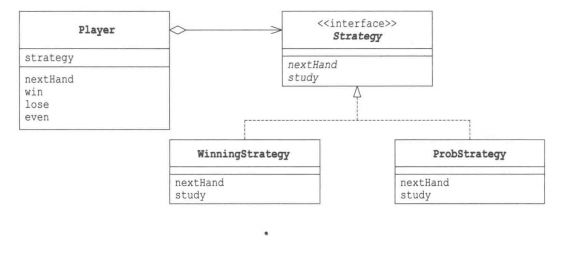 Player
strategy
nextHand
win
lose
even
<<interface>>
Strategy
nextHand
study
WinningStrategy
nextHand
study
ProbStrategy
nextHand
study